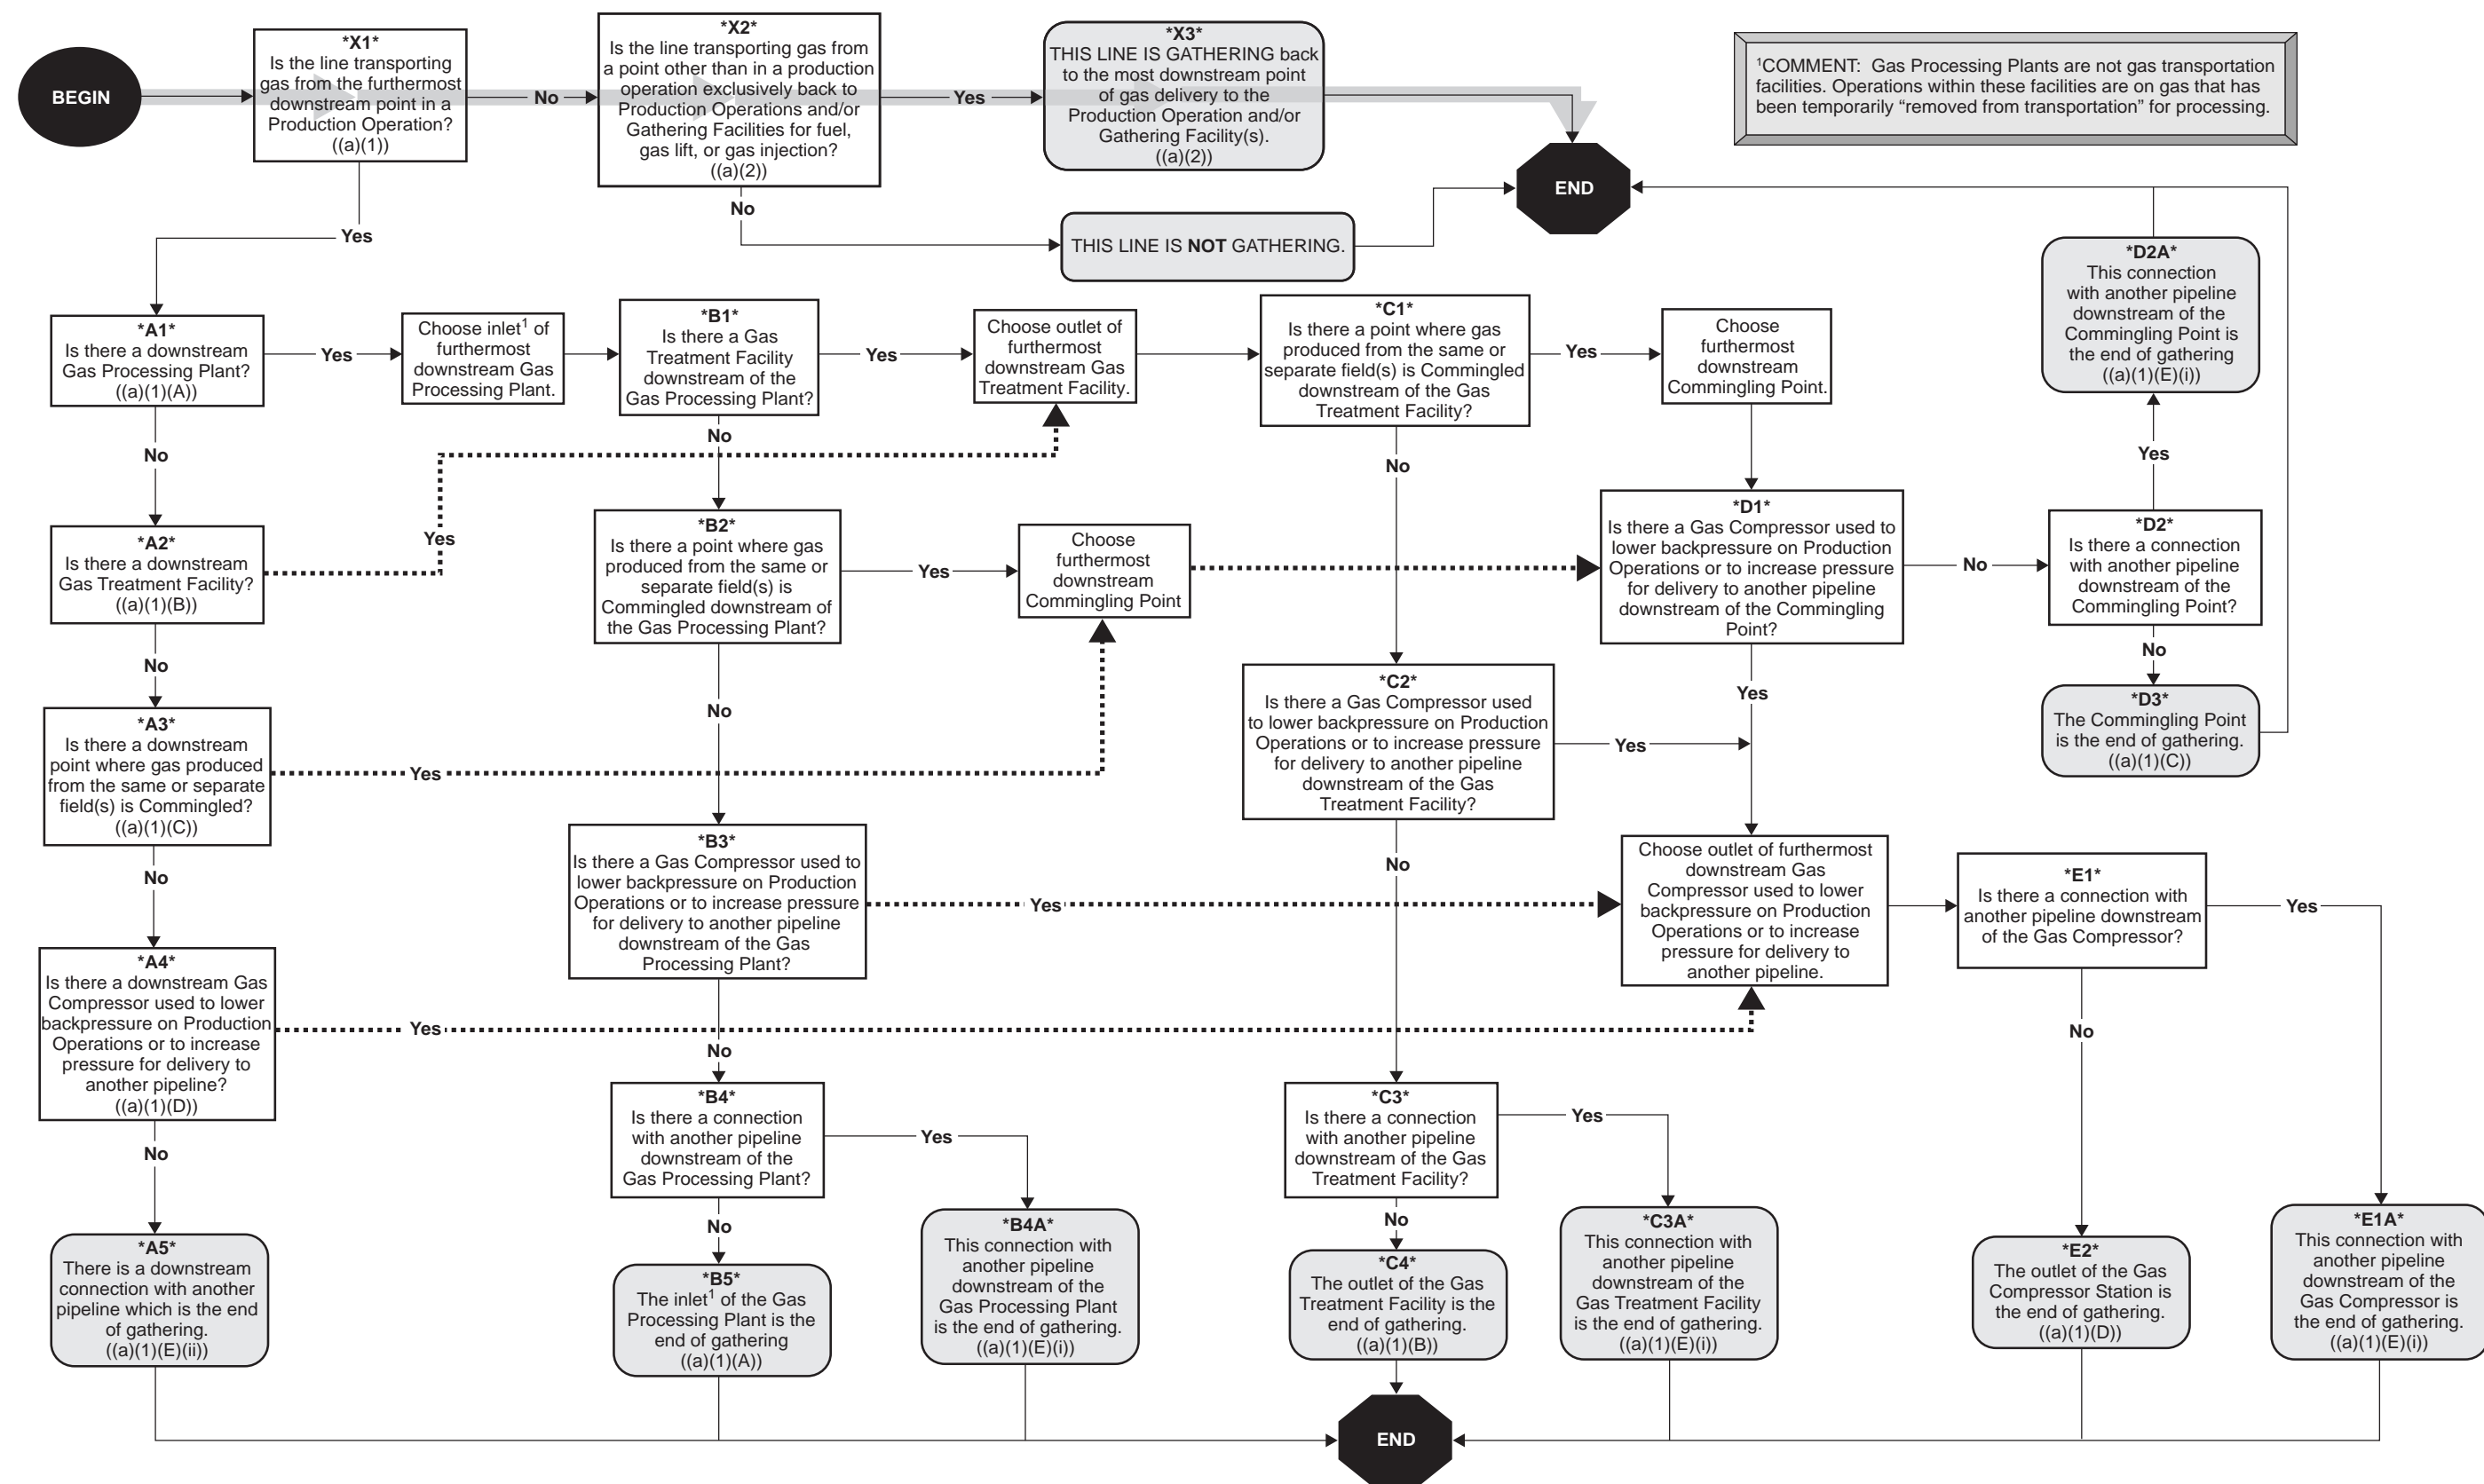 BEGIN
*X1*
Is the line transporting
gas from the furthermost
downstream point in a
Production Operation?
((a)(1))
No
*X2*
Is the line transporting gas from
a point other than in a production
operation exclusively back to
Production Operations and/or
Gathering Facilities for fuel,
gas lift, or gas injection?
((a)(2))
Yes
*X3*
THIS LINE IS GATHERING back
to the most downstream point
of gas delivery to the
Production Operation and/or
Gathering Facility(s).
((a)(2))
1COMMENT: Gas Processing Plants are not gas transportation
facilities. Operations within these facilities are on gas that has
been temporarily “removed from transportation” for processing.
END
No
THIS LINE IS NOT GATHERING.
Yes
*A1*
Is there a downstream
Gas Processing Plant?
((a)(1)(A))
Yes
Choose inlet1 of
furthermost
downstream Gas
Processing Plant.
*B1*
Is there a Gas
Treatment Facility
downstream of the
Gas Processing Plant?
Yes
Choose outlet of
furthermost
downstream Gas
Treatment Facility.
*C1*
Is there a point where gas
produced from the same or
separate field(s) is Commingled
downstream of the Gas
Treatment Facility?
Yes
Choose
furthermost
downstream
Commingling Point.
*D2A*
This connection
with another pipeline
downstream of the
Commingling Point is
the end of gathering
((a)(1)(E)(i))
No
No
No
Yes
*A2*
Is there a downstream
Gas Treatment Facility?
((a)(1)(B))
Yes
*B2*
Is there a point where gas
produced from the same or
separate field(s) is
Commingled downstream of
the Gas Processing Plant?
Yes
Choose
furthermost
downstream
Commingling Point
*D1*
Is there a Gas Compressor used to
lower backpressure on Production
Operations or to increase pressure
for delivery to another pipeline
downstream of the Commingling
Point?
No
*D2*
Is there a connection
with another pipeline
downstream of the
Commingling Point?
No
No
No
*A3*
Is there a downstream
point where gas produced
from the same or separate
field(s) is Commingled?
((a)(1)(C))
Yes
*C2*
Is there a Gas Compressor used
to lower backpressure on Production
Operations or to increase pressure
for delivery to another pipeline
downstream of the Gas
Treatment Facility?
Yes
Yes
*D3*
The Commingling Point
is the end of gathering.
((a)(1)(C))
No
*B3*
Is there a Gas Compressor used to
lower backpressure on Production
Operations or to increase pressure
for delivery to another pipeline
downstream of the Gas
Processing Plant?
Yes
No
Choose outlet of furthermost
downstream Gas
Compressor used to lower
backpressure on Production
Operations or to increase
pressure for delivery to
another pipeline.
*E1*
Is there a connection with
another pipeline downstream
of the Gas Compressor?
Yes
*A4*
Is there a downstream Gas
Compressor used to lower
backpressure on Production
Operations or to increase
pressure for delivery to
another pipeline?
((a)(1)(D))
Yes
No
No
No
*B4*
Is there a connection
with another pipeline
downstream of the
Gas Processing Plant?
Yes
*C3*
Is there a connection
with another pipeline
downstream of the Gas
Treatment Facility?
Yes
No
No
*A5*
There is a downstream
connection with another
pipeline which is the end
of gathering.
((a)(1)(E)(ii))
*B5*
The inlet1 of the Gas
Processing Plant is the
end of gathering
((a)(1)(A))
*B4A*
This connection with
another pipeline
downstream of the
Gas Processing Plant
is the end of gathering.
((a)(1)(E)(i))
*C4*
The outlet of the Gas
Treatment Facility is the
end of gathering.
((a)(1)(B))
*C3A*
This connection with
another pipeline
downstream of the
Gas Treatment Facility
is the end of gathering.
((a)(1)(E)(i))
*E2*
The outlet of the Gas
Compressor Station is
the end of gathering.
((a)(1)(D))
*E1A*
This connection with
another pipeline
downstream of the
Gas Compressor is
the end of gathering.
((a)(1)(E)(i))
END